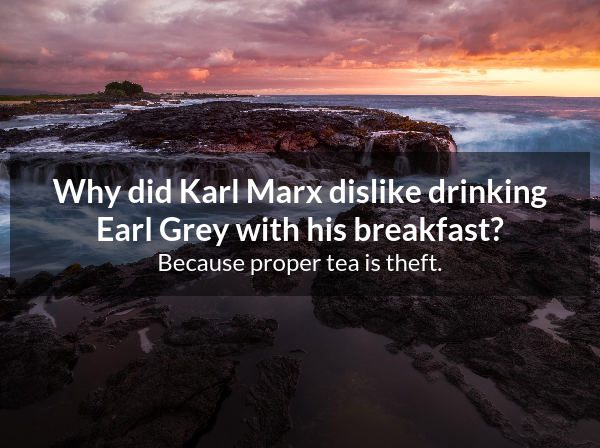 Why did Karl Marx dislike drinking
Earl Grey with his breakfast?
Because proper tea is theft.